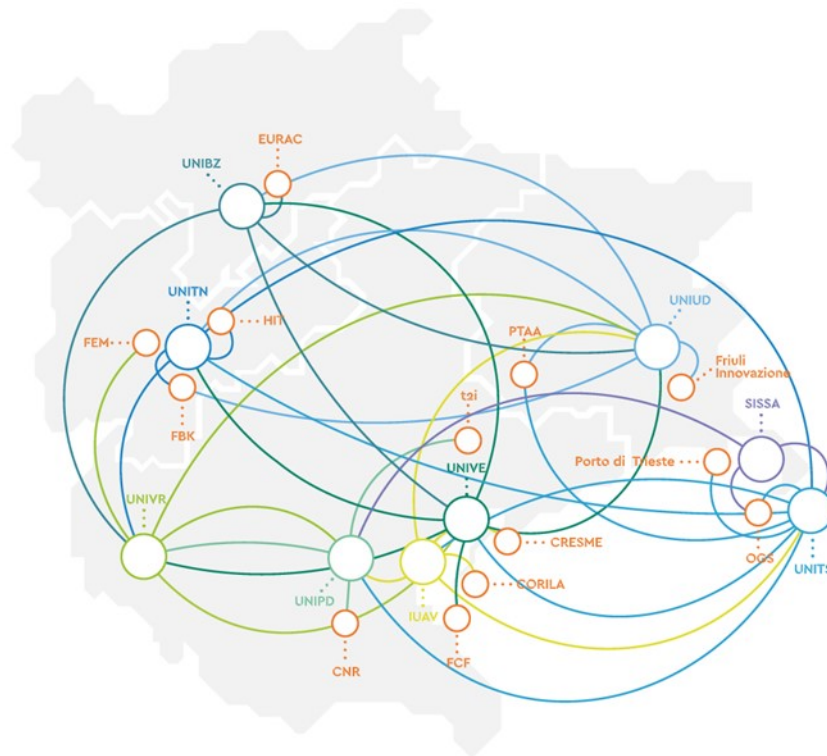 EURAC
UNIBZ
UNITN
HIT
FEM
FBK
PTAA
UNIUD
Friuli
Innovazione
t2i
SISSA
UNIVE
Porto di Trieste
UNIVR
CRESME
OGS
UNITS
CORILA
UNIPD
IUAV
CNR
FCF